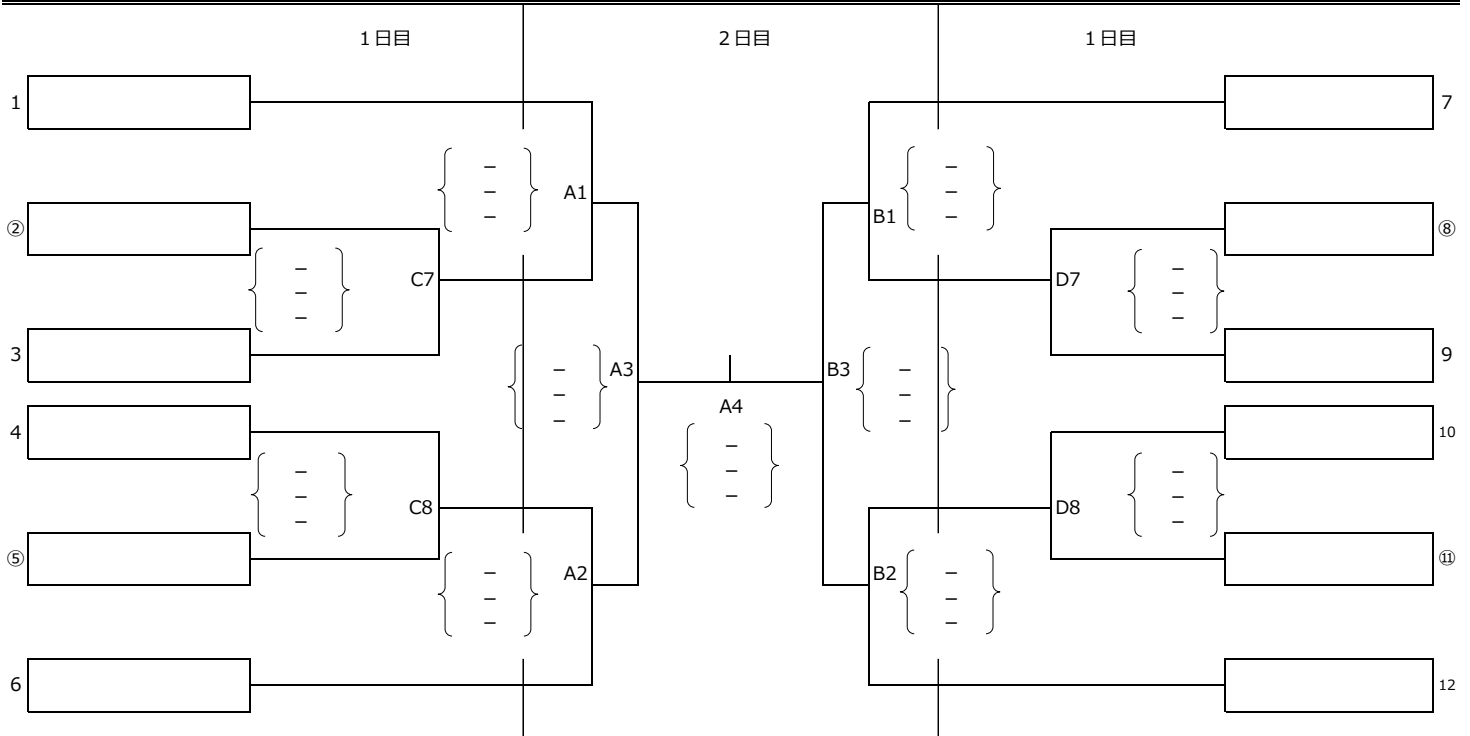 1日目 2日目 1日目
1 7
– –
– A1 –
– B1 –
② ⑧
– –
– C7 D7 –
– –
3 9
– A3 B3 –
– –
– –
A4
4 10
–
–
–
– –
– C8 D8 –
– –
⑤ ⑪
– A2 B2 –
– –
– –
6 12